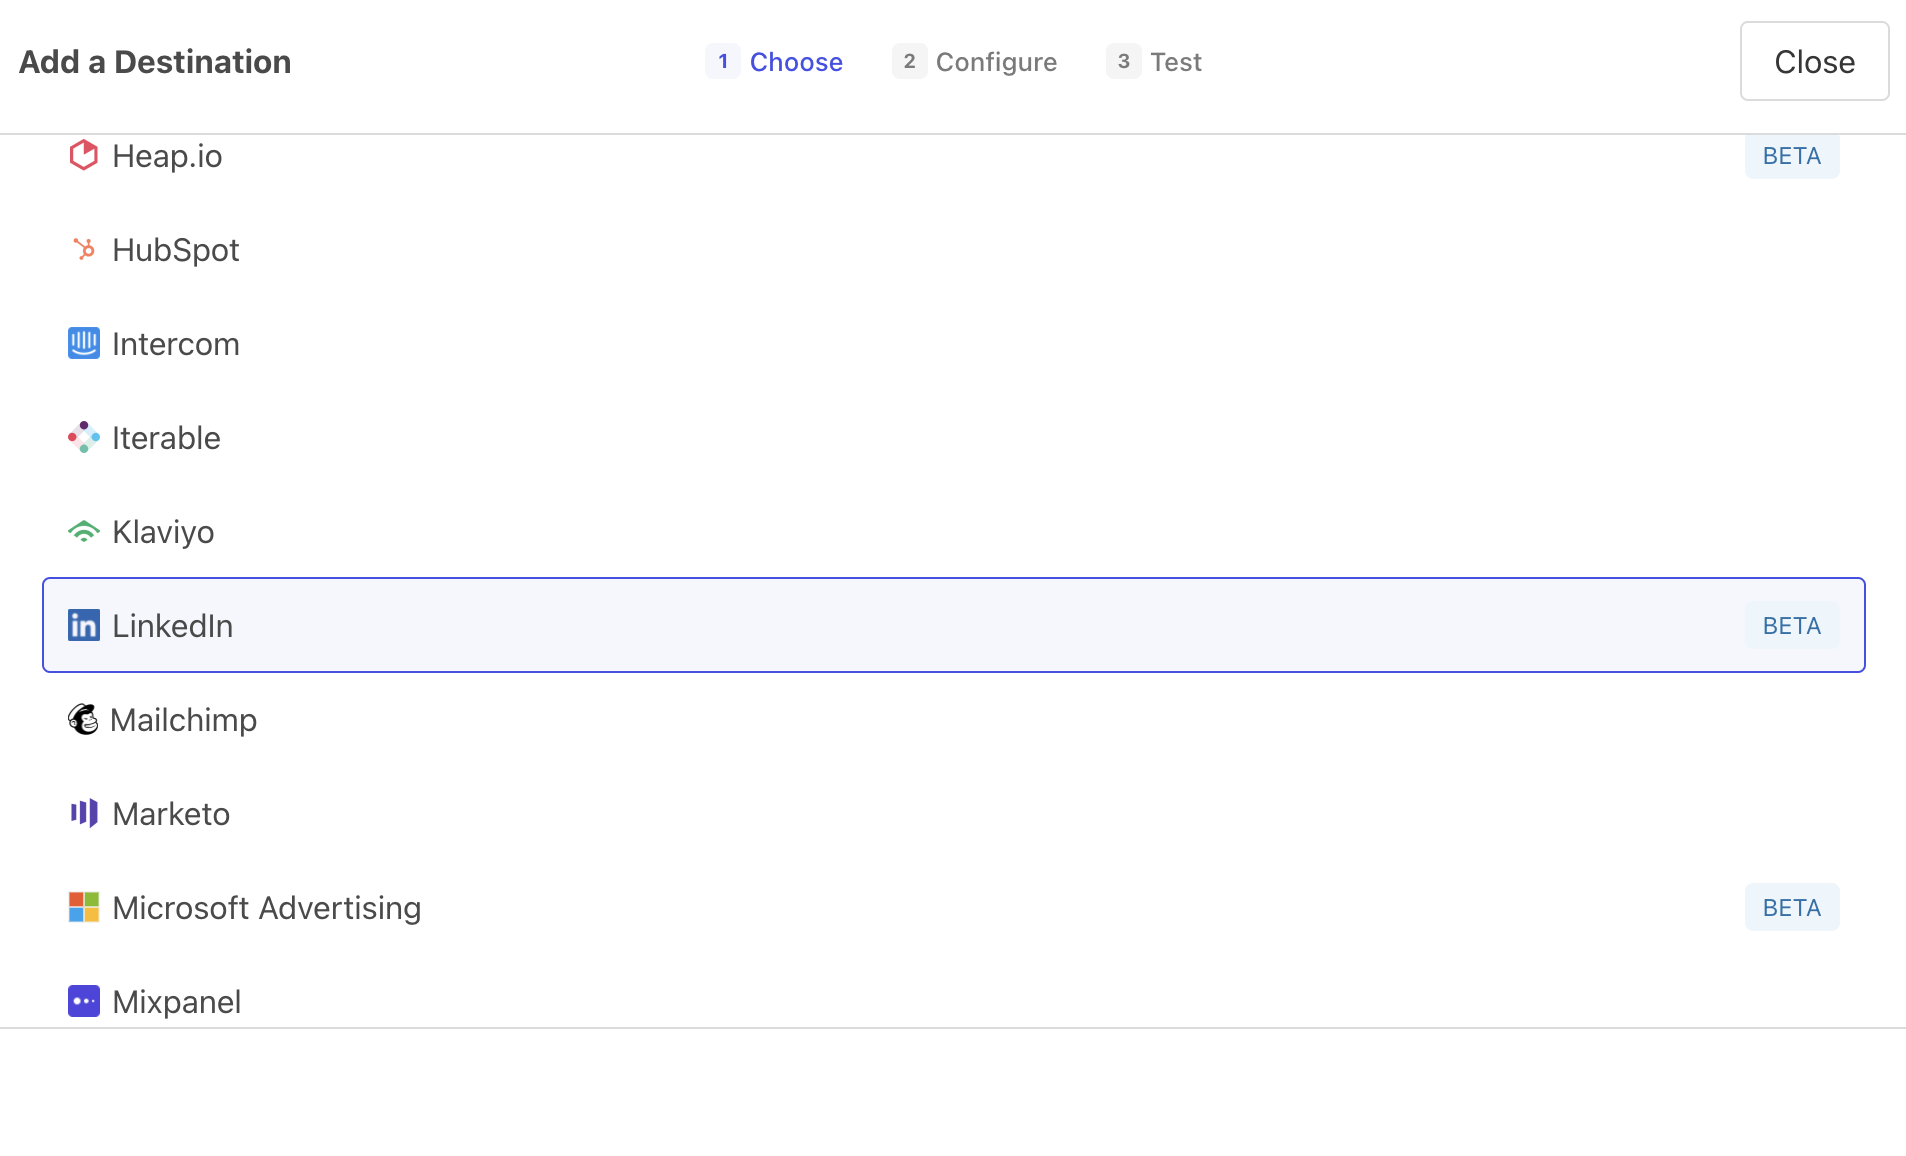 Add a Destination
1 Choose
2 Configure
3 Test
Close
Heap.io BETA
HubSpot
Intercom
Iterable
Klaviyo
LinkedIn BETA
Mailchimp
Marketo
Microsoft Advertising BETA
Mixpanel